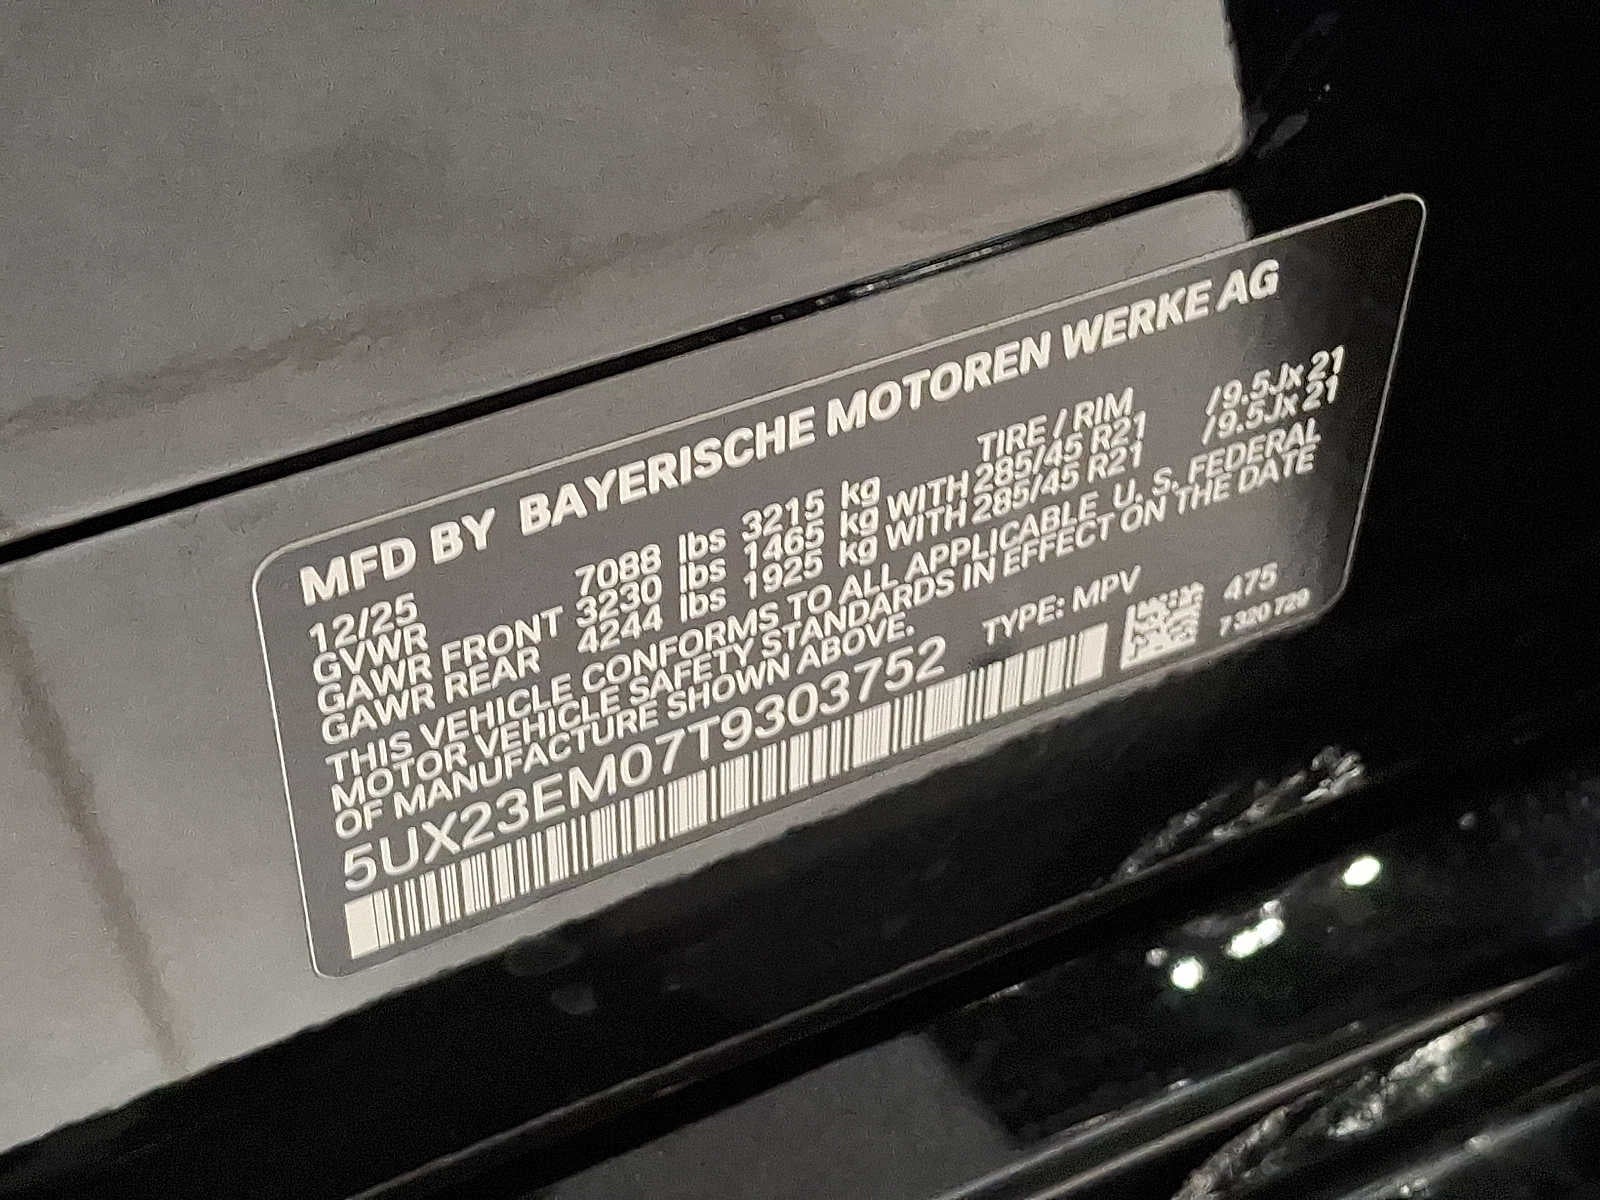 MFD BY BAYERISCHE MOTOREN WERKE AG
12/25 TIRE / RIM
GVWR 7088 lbs 3215 kg
GAWR FRONT 3230 lbs 1465 kg WITH 285/45 R21 /9.5Jx 21
GAWR REAR 4244 lbs 1925 kg WITH 285/45 R21 /9.5Jx 21
THIS VEHICLE CONFORMS TO ALL APPLICABLE U. S. FEDERAL
MOTOR VEHICLE SAFETY STANDARDS IN EFFECT ON THE DATE
OF MANUFACTURE SHOWN ABOVE.
5UX23EM07T9303752 TYPE: MPV 475
7 320 729